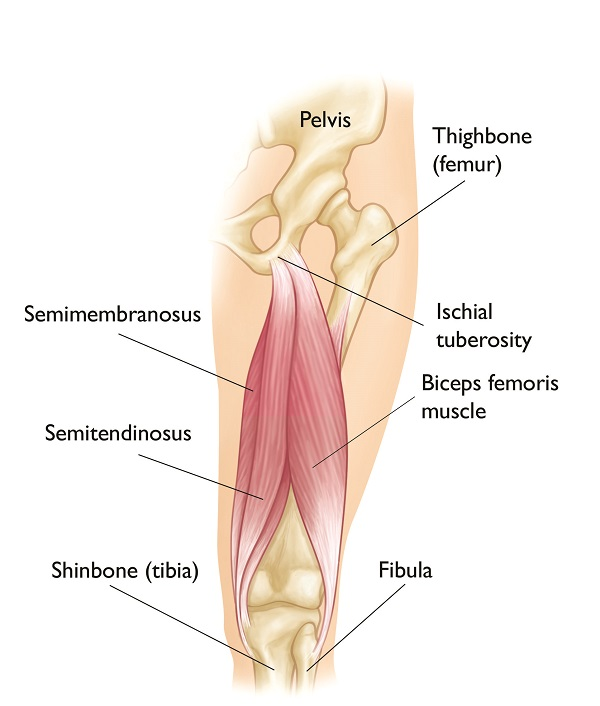 Pelvis
Thighbone
(femur)
Semimembranosus
Ischial
tuberosity
Biceps femoris
muscle
Semitendinosus
Shinbone (tibia)
Fibula